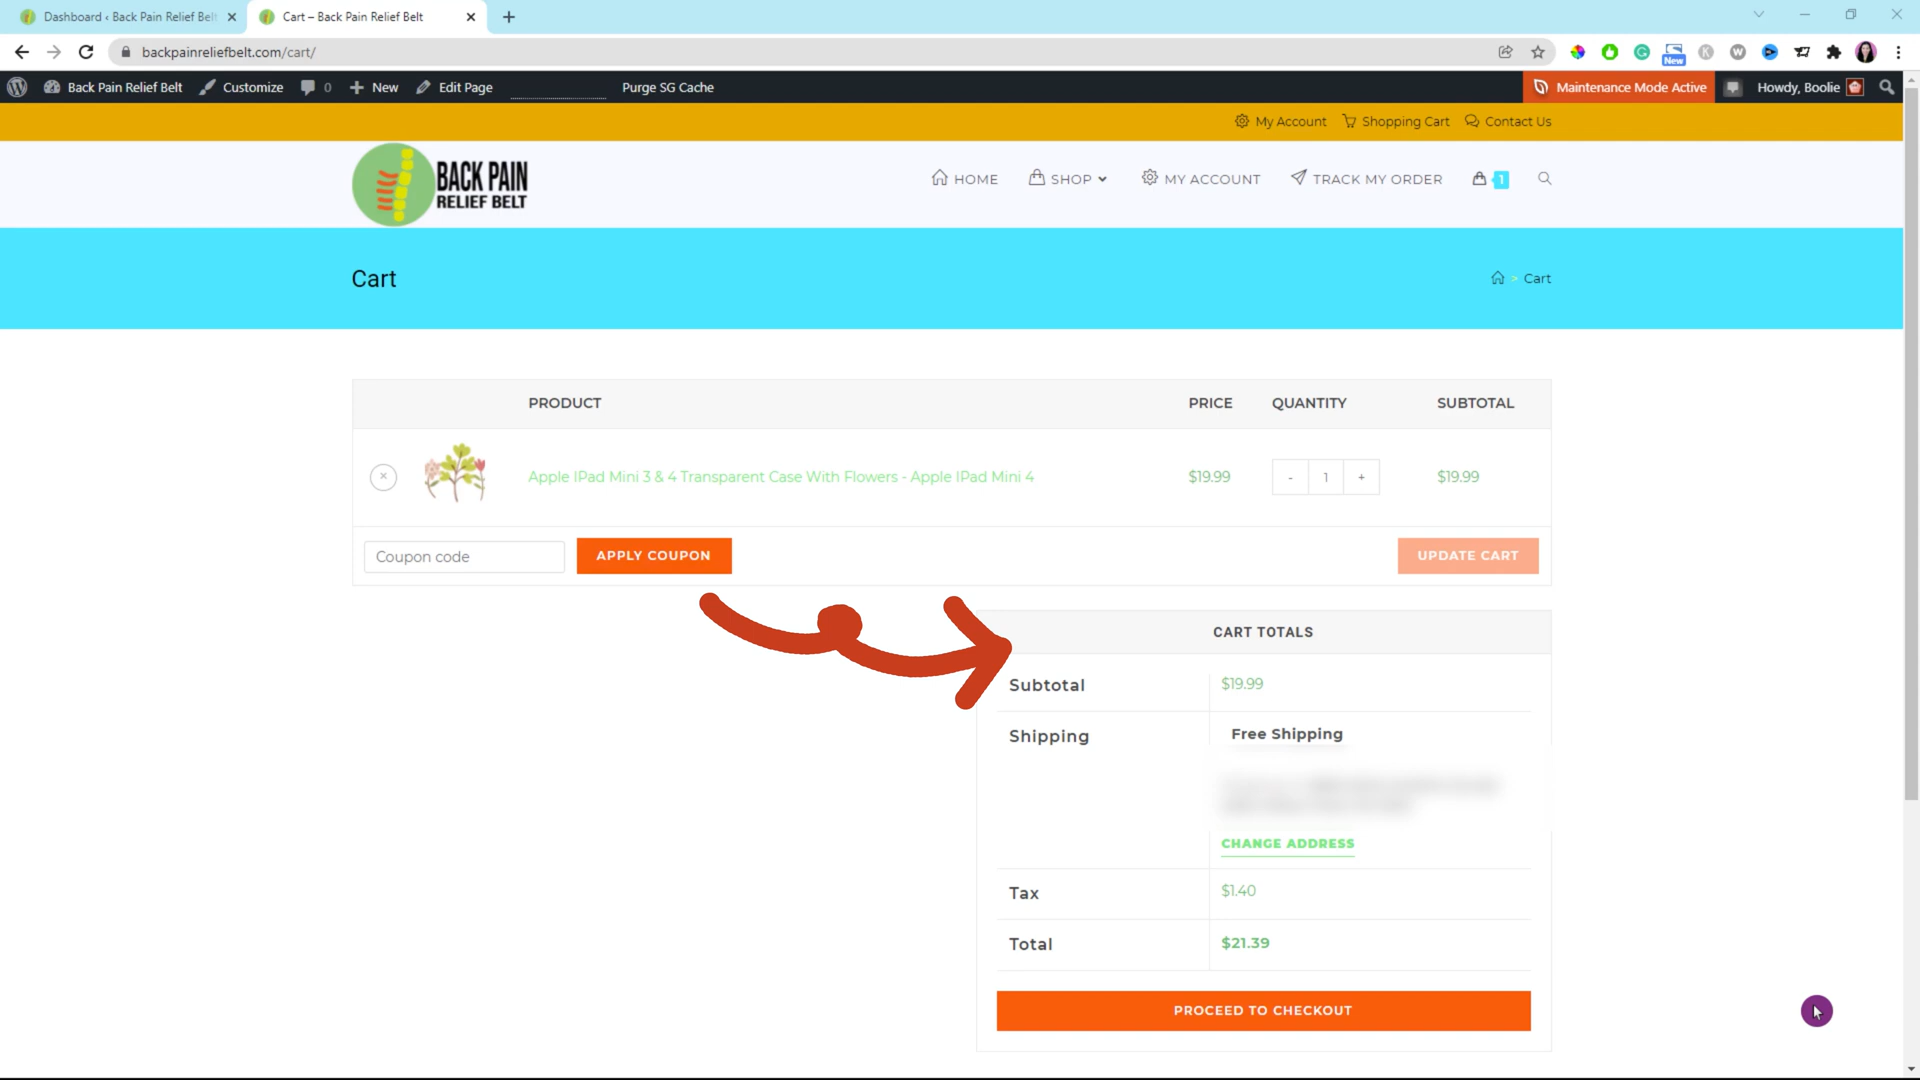 Dashboard ‹ Back Pain Relief Belt
Cart – Back Pain Relief Belt
backpainreliefbelt.com/cart/
New
Back Pain Relief Belt
Customize
0
New
Edit Page
Purge SG Cache
Maintenance Mode Active
Howdy, Boolie
My Account
Shopping Cart
Contact Us
BACK PAIN
RELIEF BELT
HOME
SHOP
MY ACCOUNT
TRACK MY ORDER
1
Cart
> Cart
PRODUCT PRICE QUANTITY SUBTOTAL
× Apple IPad Mini 3 & 4 Transparent Case With Flowers - Apple IPad Mini 4 $19.99 - 1 + $19.99
Coupon code APPLY COUPON UPDATE CART
CART TOTALS
Subtotal $19.99
Shipping Free Shipping
CHANGE ADDRESS
Tax $1.40
Total $21.39
PROCEED TO CHECKOUT